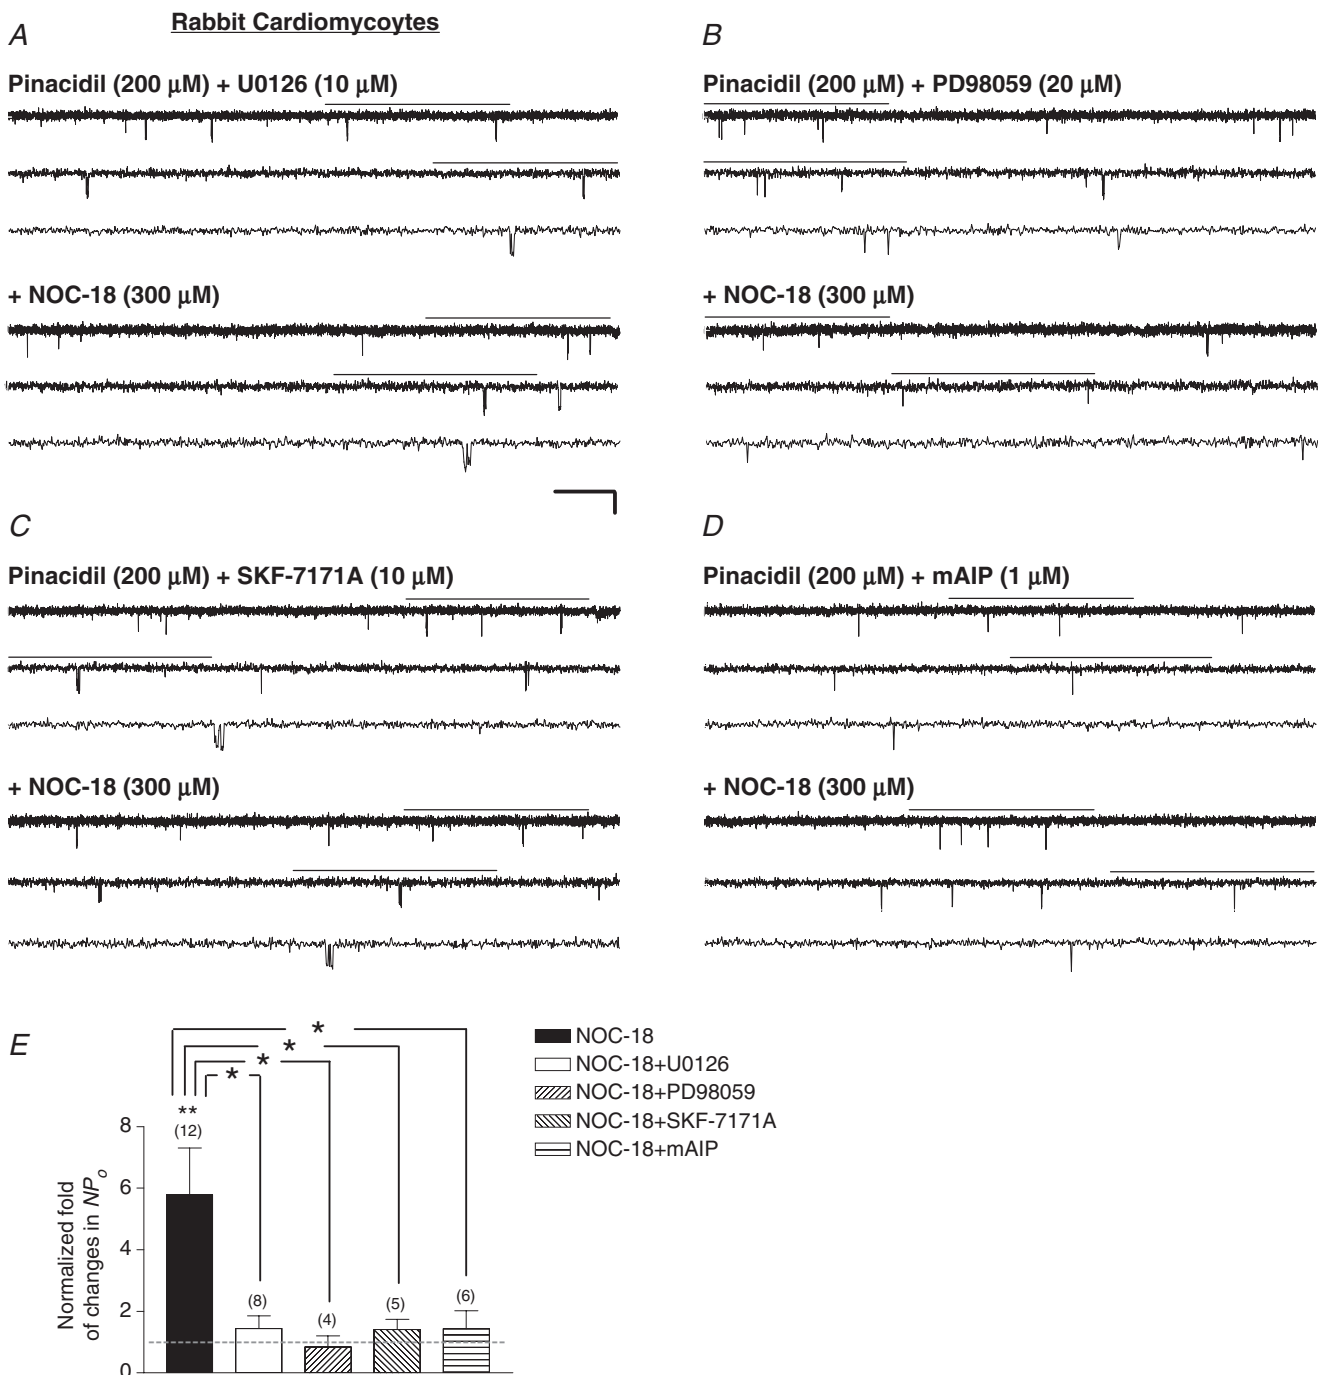 Rabbit Cardiomycoytes
A
B
Pinacidil (200 μM) + U0126 (10 μM)
Pinacidil (200 μM) + PD98059 (20 μM)
+ NOC-18 (300 μM)
+ NOC-18 (300 μM)
C
D
Pinacidil (200 μM) + SKF-7171A (10 μM)
Pinacidil (200 μM) + mAIP (1 μM)
+ NOC-18 (300 μM)
+ NOC-18 (300 μM)
E
*
*
*
*
**
(12)
(8)
(4)
(5)
(6)
8
6
4
2
0
Normalized fold
of changes in NPo
NOC-18
NOC-18+U0126
NOC-18+PD98059
NOC-18+SKF-7171A
NOC-18+mAIP